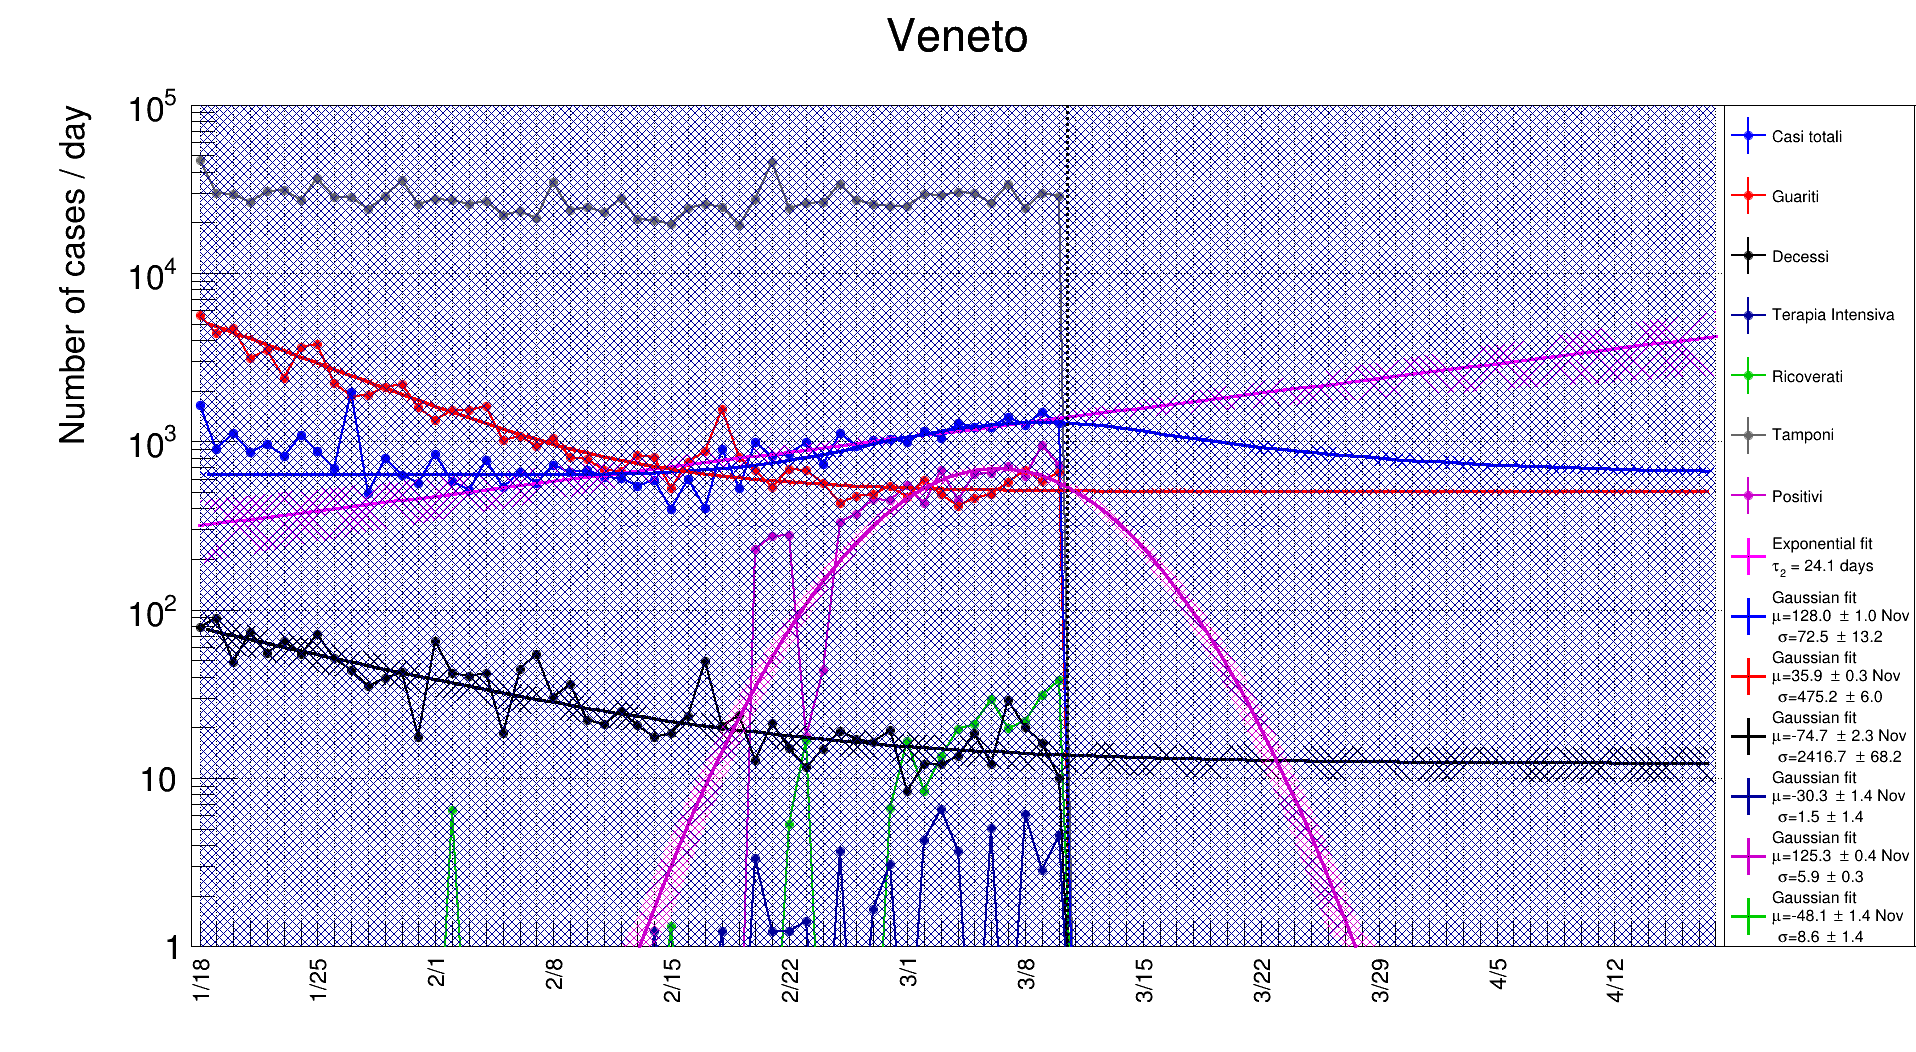 Veneto
Number of cases / day
10^5
10^4
10^3
10^2
10
1
1/18
1/25
2/1
2/8
2/15
2/22
3/1
3/8
3/15
3/22
3/29
4/5
4/12
Casi totali
Guariti
Decessi
Terapia Intensiva
Ricoverati
Tamponi
Positivi
Exponential fit
τ₂ = 24.1 days
Gaussian fit
μ=128.0 ± 1.0 Nov
σ=72.5 ± 13.2
Gaussian fit
μ=35.9 ± 0.3 Nov
σ=475.2 ± 6.0
Gaussian fit
μ=-74.7 ± 2.3 Nov
σ=2416.7 ± 68.2
Gaussian fit
μ=-30.3 ± 1.4 Nov
σ=1.5 ± 1.4
Gaussian fit
μ=125.3 ± 0.4 Nov
σ=5.9 ± 0.3
Gaussian fit
μ=-48.1 ± 1.4 Nov
σ=8.6 ± 1.4